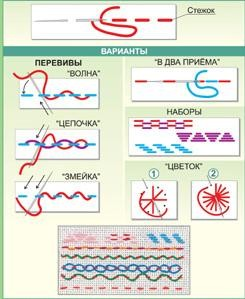 Стежок
ВАРИАНТЫ
ПЕРЕВИВЫ
"ВОЛНА"
"ЦЕПОЧКА"
"ЗМЕЙКА"
"В ДВА ПРИЁМА"
НАБОРЫ
"ЦВЕТОК"
1
2